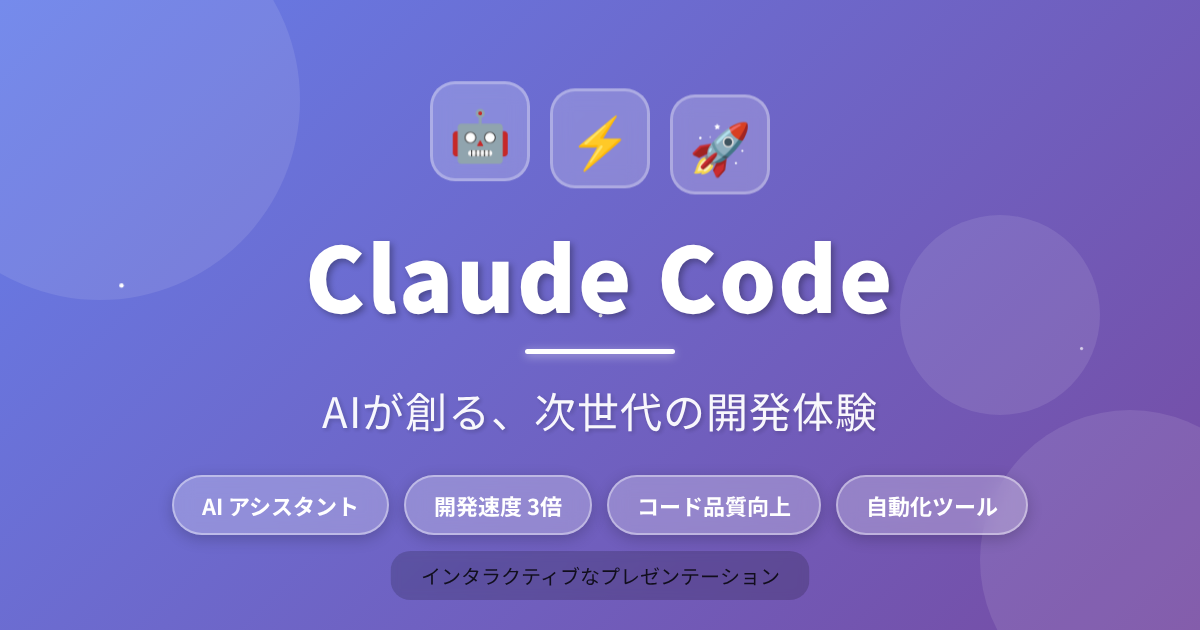 Claude Code
AIが創る、次世代の開発体験
AI アシスタント
開発速度 3倍
コード品質向上
自動化ツール
インタラクティブなプレゼンテーション